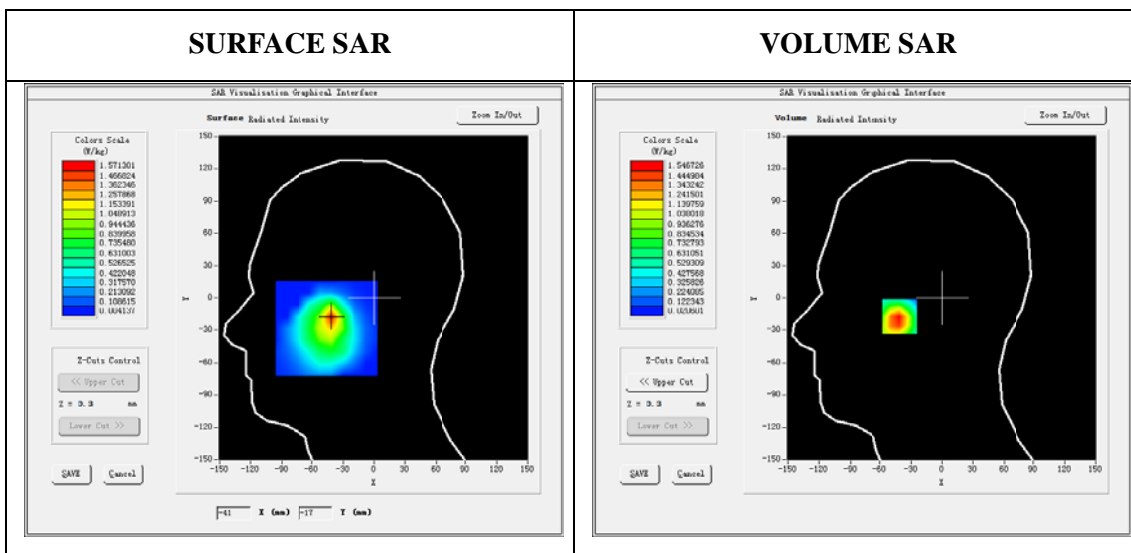 SURFACE SAR
SAR Visualisation Graphical Interface
Surface Radiated Intensity
Zoom In/Out
Colors Scale
(W/kg)
1.571301
1.466824
1.362346
1.257868
1.153391
1.048913
0.944436
0.839958
0.735480
0.631003
0.526525
0.422048
0.317570
0.213092
0.108615
0.004137
150
120
90
60
30
0
-30
-60
-90
-120
-150
Y
-150 -120 -90 -60 -30 0 30 60 90 120 150
X
Z-Cuts Control
<< Upper Cut
Z = 0.3 mm
Lower Cut >>
SAVE Cancel
-41 X (mm) -17 Y (mm)
VOLUME SAR
SAR Visualisation Graphical Interface
Volume Radiated Intensity
Zoom In/Out
Colors Scale
(W/kg)
1.546726
1.444984
1.343242
1.241501
1.139759
1.038018
0.936276
0.834534
0.732793
0.631051
0.529309
0.427568
0.325826
0.224085
0.122343
0.020601
150
120
90
60
30
0
-30
-60
-90
-120
-150
Y
-150 -120 -90 -60 -30 0 30 60 90 120 150
X
Z-Cuts Control
<< Upper Cut
Z = 0.3 mm
Lower Cut >>
SAVE Cancel